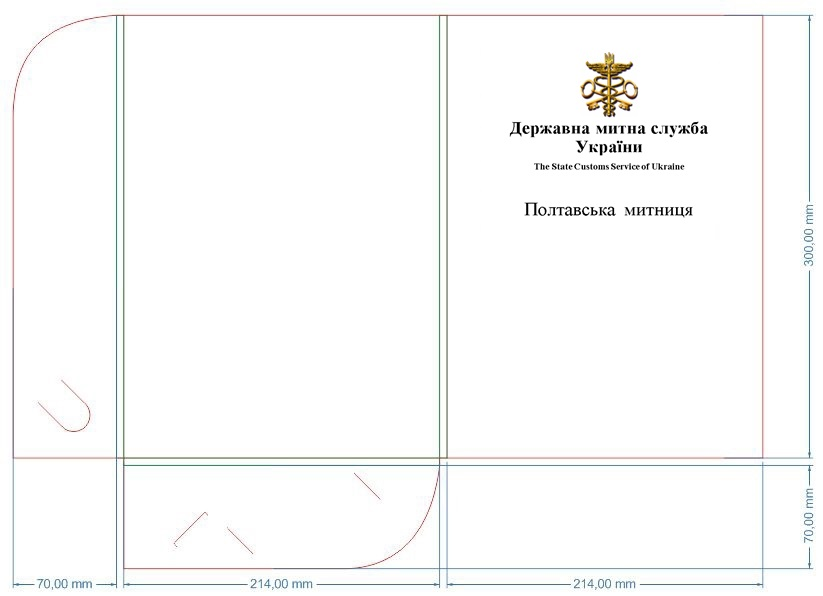 Державна митна служба
України
The State Customs Service of Ukraine
Полтавська митниця
300,00 mm
70,00 mm
70,00 mm
214,00 mm
214,00 mm